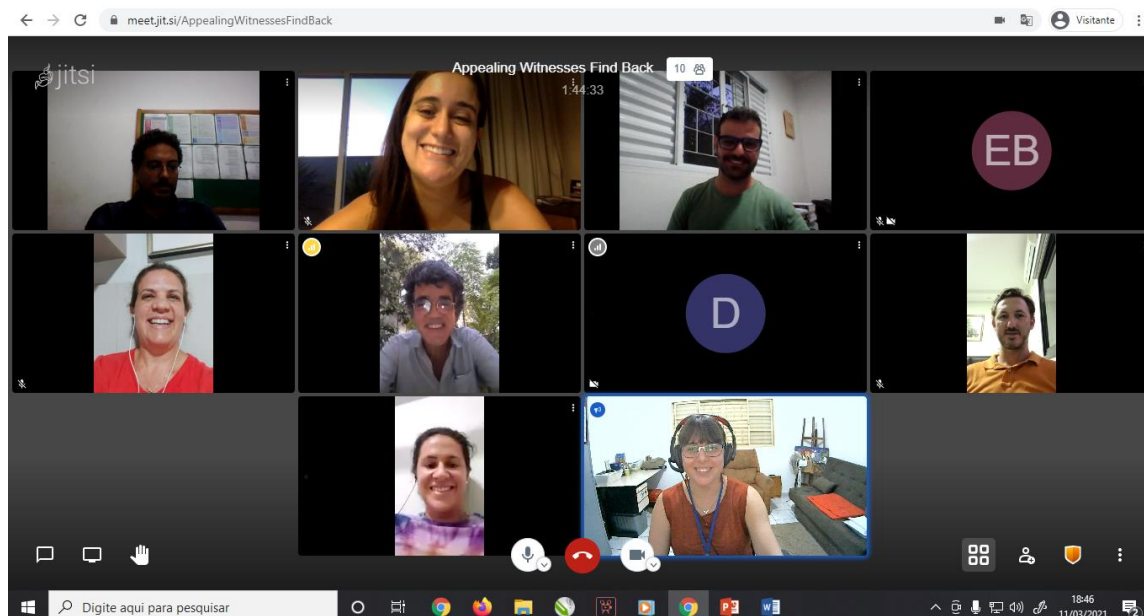 meet.jit.si/AppealingWitnessesFindBack
Visitante
jitsi
Appealing Witnesses Find Back
10
1:44:33
EB
D
Digite aqui para pesquisar
18:46
11/03/2021
2